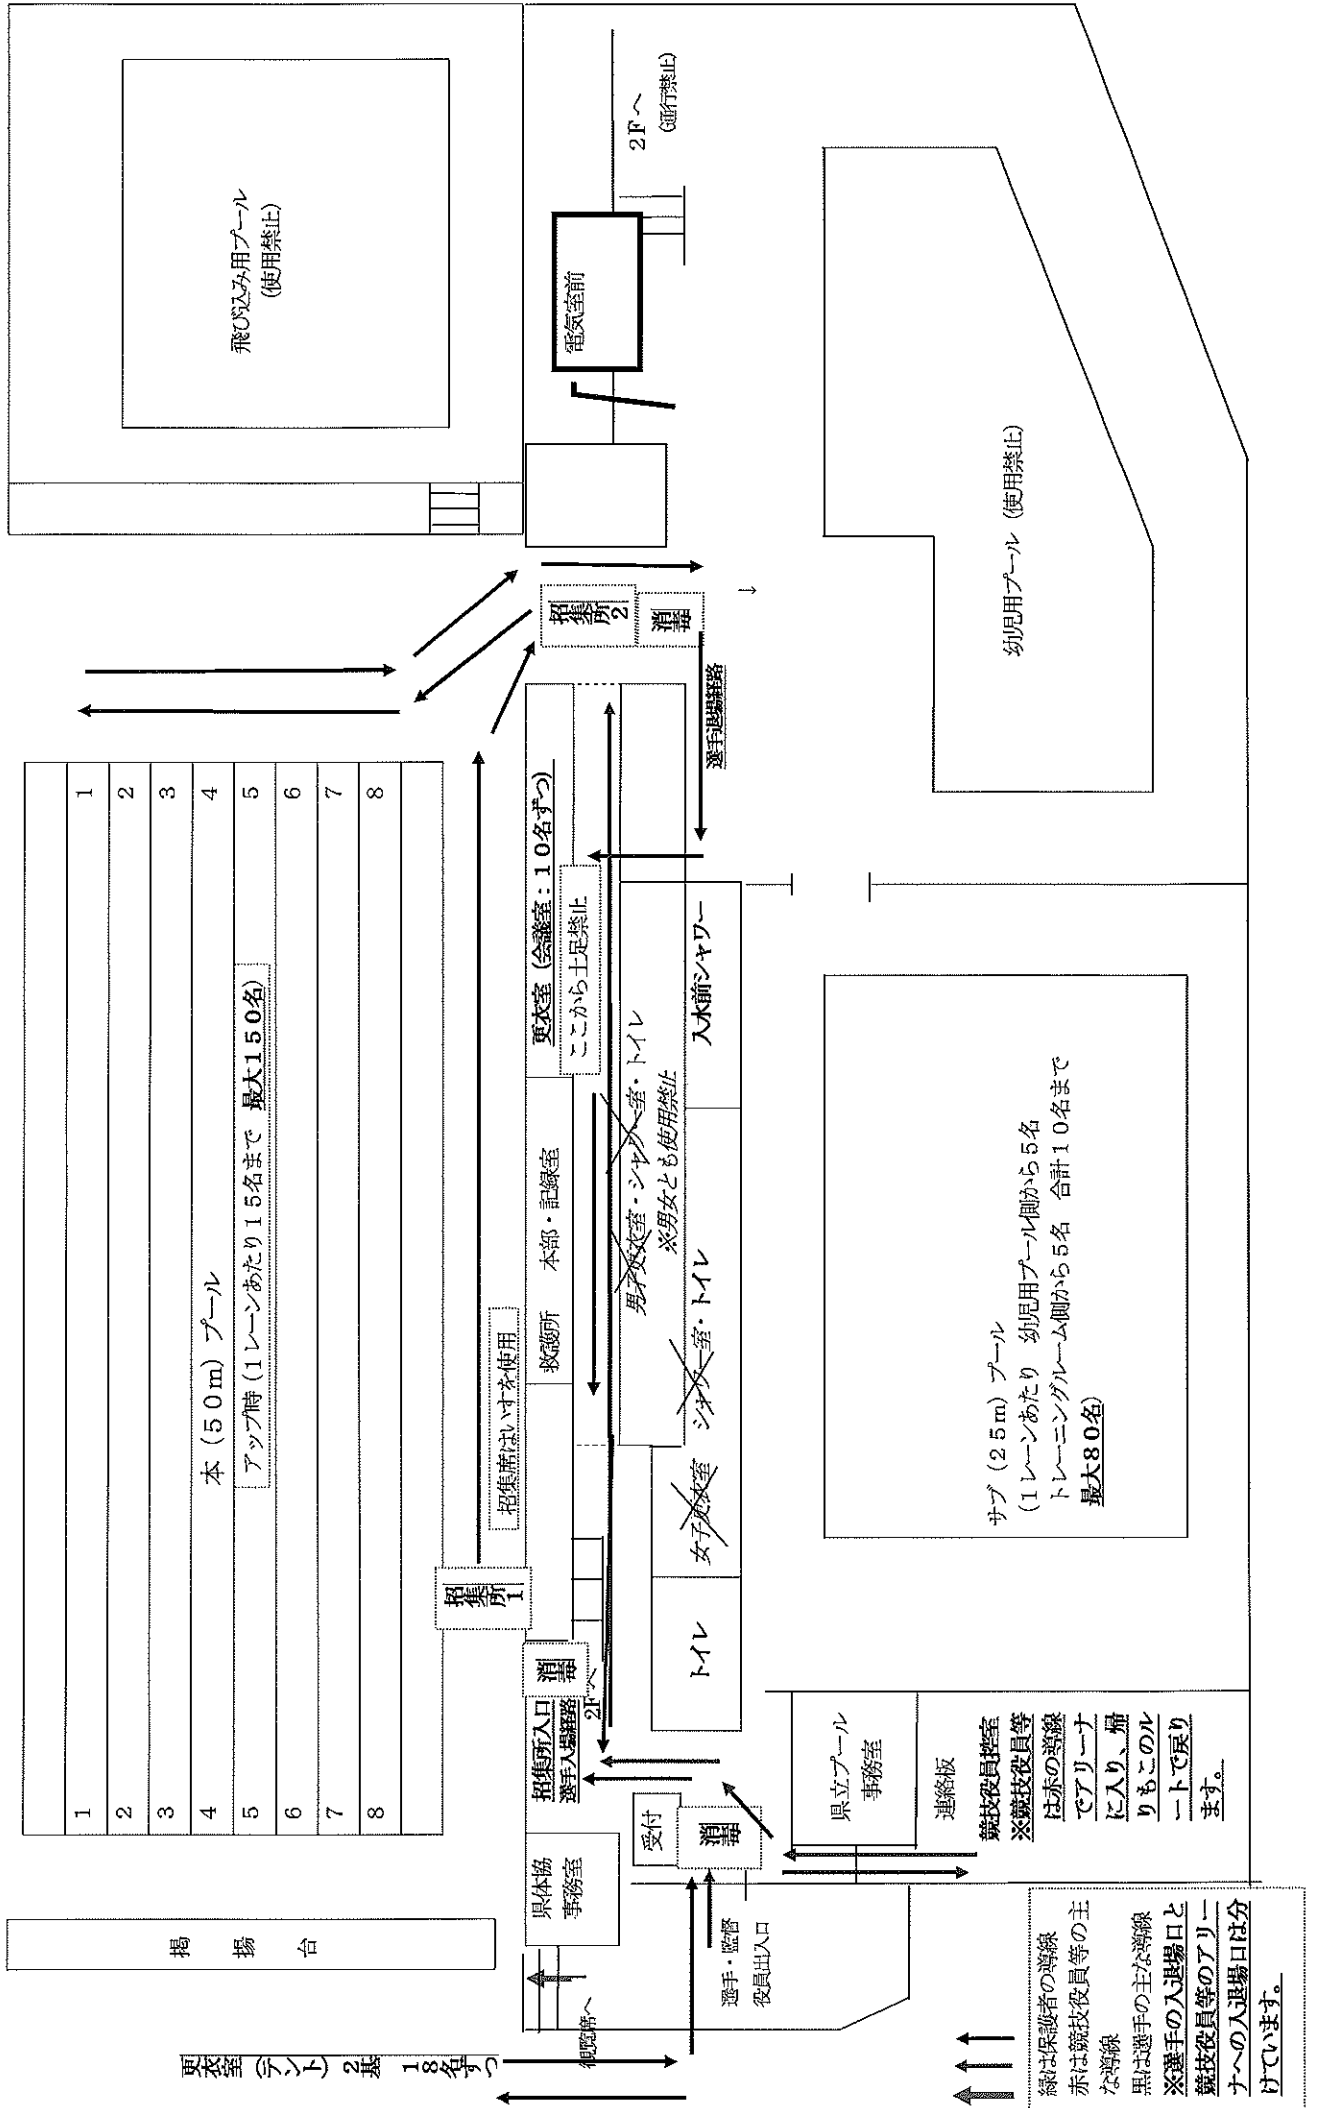 飛び込み用プール
(使用禁止)
2Fへ
(通行禁止)
電気室前
幼児用プール (使用禁止)
招集所2
消毒
↓
選手退場経路
1
2
3
4
5
6
7
8
本 (50m) プール
アップ時 (1レーンあたり15名まで 最大150名)
1
2
3
4
5
6
7
8
更衣室 (会議室:10名ずつ)
ここから土足禁止
本部・記録室
救護所
招集席はいすを使用
招集所1
消毒
招集所入口
選手入場経路
2Fへ
男子更衣室・シャワー室・トイレ
※男女とも使用禁止
入水前シャワー
女子更衣室 シャワー室・トイレ
トイレ
サブ (25m) プール
(1レーンあたり 幼児用プール側から5名
トレーニングルーム側から5名 合計10名まで
最大80名)
県立プール
事務室
連絡板
競技役員控室
※競技役員等
は赤の導線
でアリーナ
に入り、帰
りもこのル
ートで戻り
ます。
受付
消毒
県体協
事務室
選手・監督
役員出入口
掲揚台
観覧席へ
更衣室 (テント) 2基 18名ずつ
緑は保護者の導線
赤は競技役員等の主
な導線
黒は選手の主な導線
※選手の入退場口と
競技役員等のアリー
ナへの入退場口は分
けています。